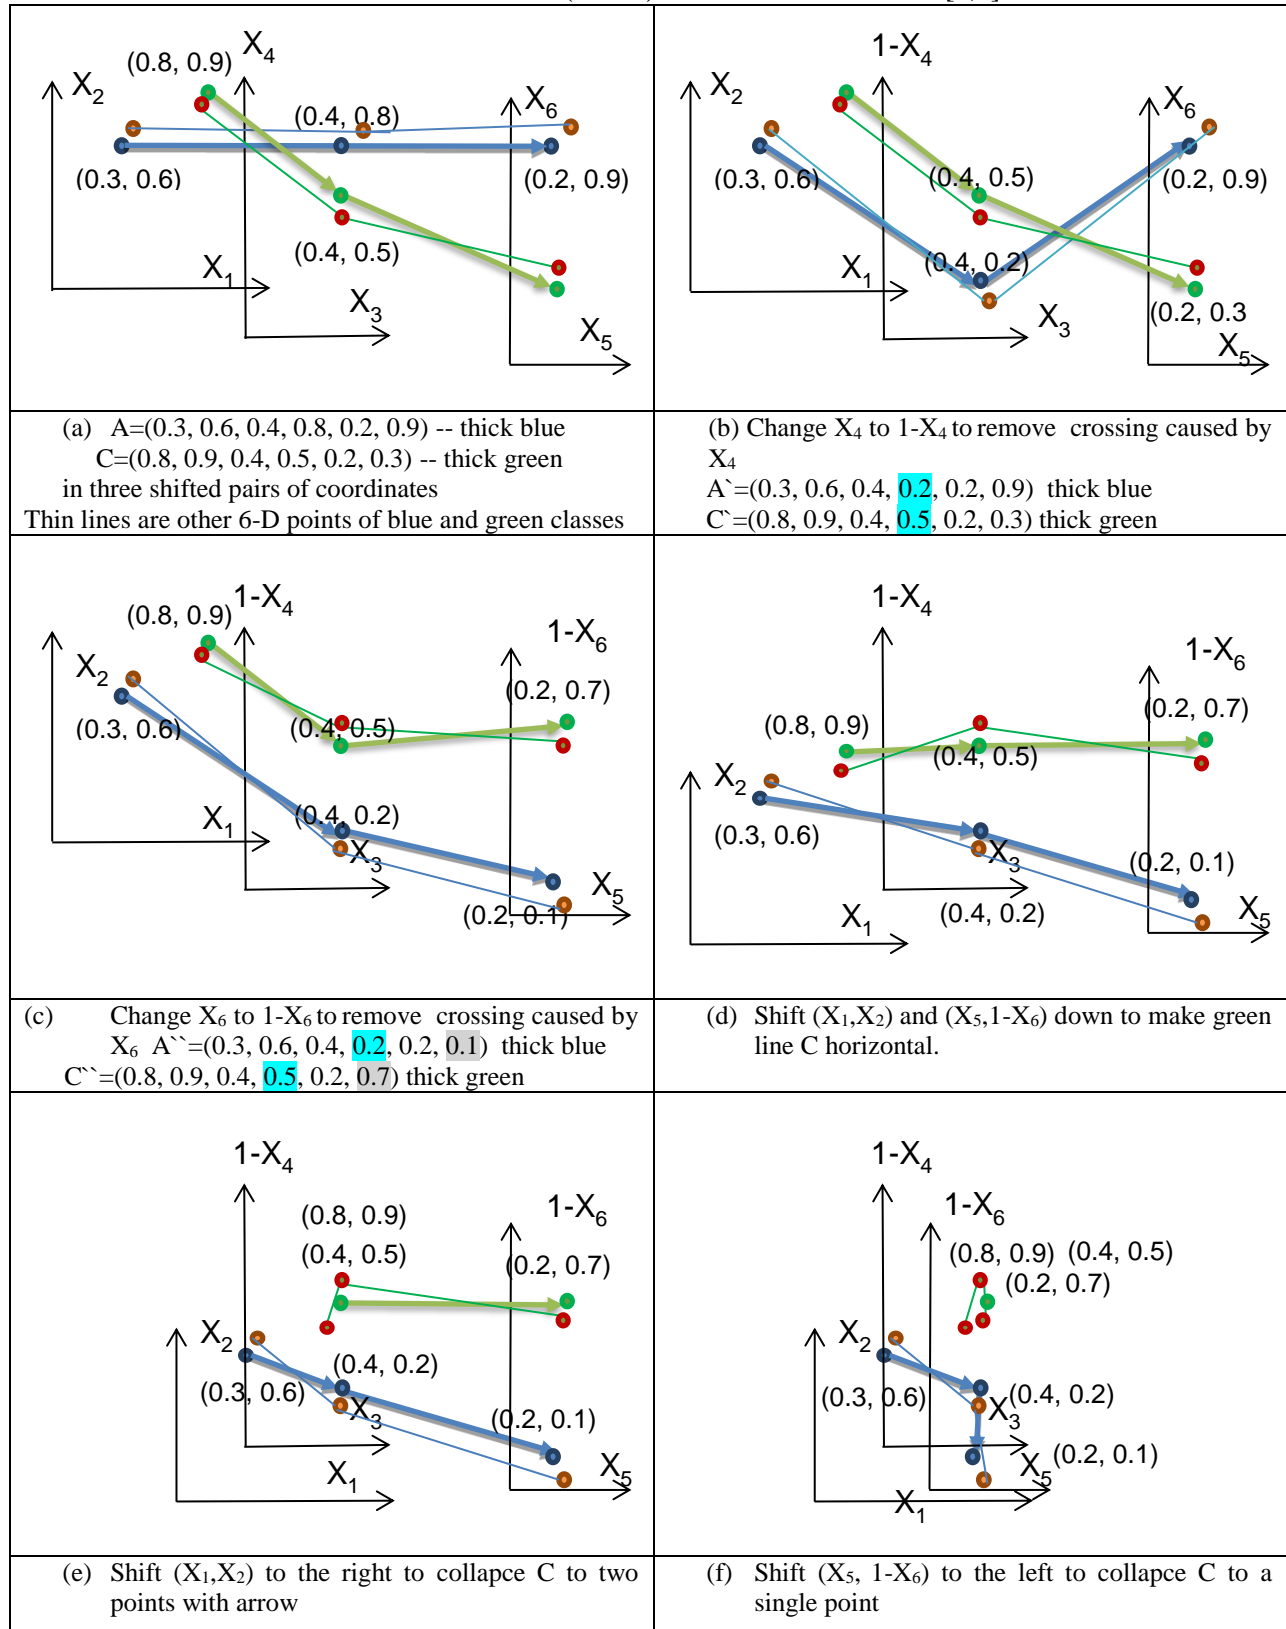 X2
(0.8, 0.9)
X4
(0.4, 0.8)
X6
(0.3, 0.6)
(0.2, 0.9)
(0.4, 0.5)
X1
X3
X5
1-X4
X2
X6
(0.3, 0.6)
(0.4, 0.5)
(0.2, 0.9)
(0.4, 0.2)
X1
X3
(0.2, 0.3
X5
(a) A=(0.3, 0.6, 0.4, 0.8, 0.2, 0.9) -- thick blue
C=(0.8, 0.9, 0.4, 0.5, 0.2, 0.3) -- thick green
in three shifted pairs of coordinates
Thin lines are other 6-D points of blue and green classes
(b) Change X4 to 1-X4 to remove crossing caused by
X4
A`=(0.3, 0.6, 0.4, 0.2, 0.2, 0.9) thick blue
C`=(0.8, 0.9, 0.4, 0.5, 0.2, 0.3) thick green
(0.8, 0.9)
1-X4
1-X6
X2
(0.2, 0.7)
(0.3, 0.6)
(0.4, 0.5)
X1
(0.4, 0.2)
X3
X5
(0.2, 0.1)
1-X4
1-X6
(0.8, 0.9)
(0.2, 0.7)
(0.4, 0.5)
X2
(0.3, 0.6)
X3
(0.2, 0.1)
X1
(0.4, 0.2)
X5
(c) Change X6 to 1-X6 to remove crossing caused by
X6 A``=(0.3, 0.6, 0.4, 0.2, 0.2, 0.1) thick blue
C``=(0.8, 0.9, 0.4, 0.5, 0.2, 0.7) thick green
(d) Shift (X1,X2) and (X5,1-X6) down to make green
line C horizontal.
1-X4
(0.8, 0.9)
1-X6
(0.4, 0.5)
(0.2, 0.7)
X2
(0.4, 0.2)
(0.3, 0.6)
X3
(0.2, 0.1)
X1
X5
1-X4
1-X6
(0.8, 0.9) (0.4, 0.5)
(0.2, 0.7)
X2
(0.3, 0.6)
(0.4, 0.2)
X3
(0.2, 0.1)
X5
X1
(e) Shift (X1,X2) to the right to collapce C to two
points with arrow
(f) Shift (X5, 1-X6) to the left to collapce C to a
single point